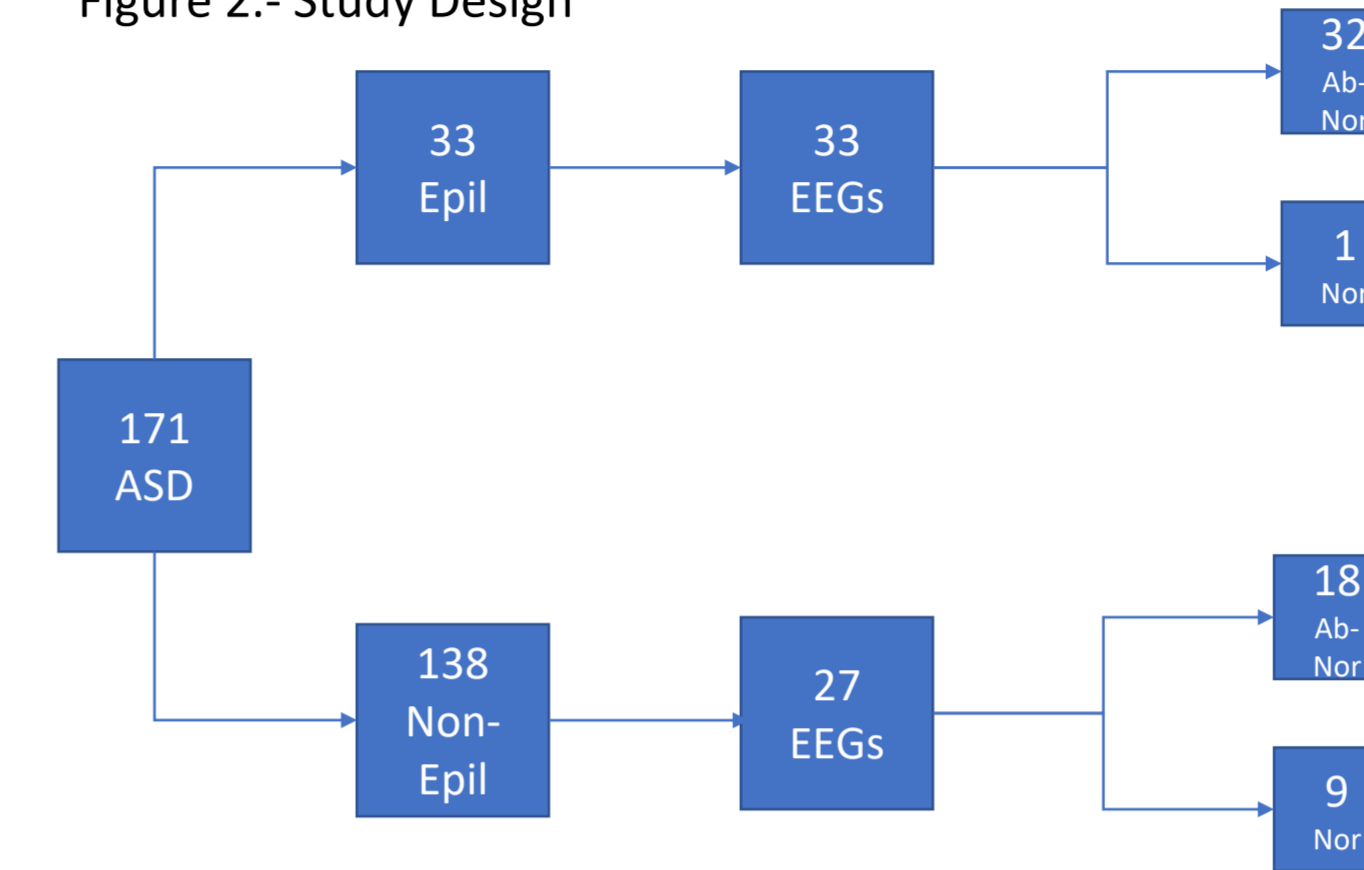 Figure 2.- Study Design
32
Ab-
Nor
33
Epil
33
EEGs
1
Nor
171
ASD
18
Ab-
Nor
138
Non-
Epil
27
EEGs
9
Nor